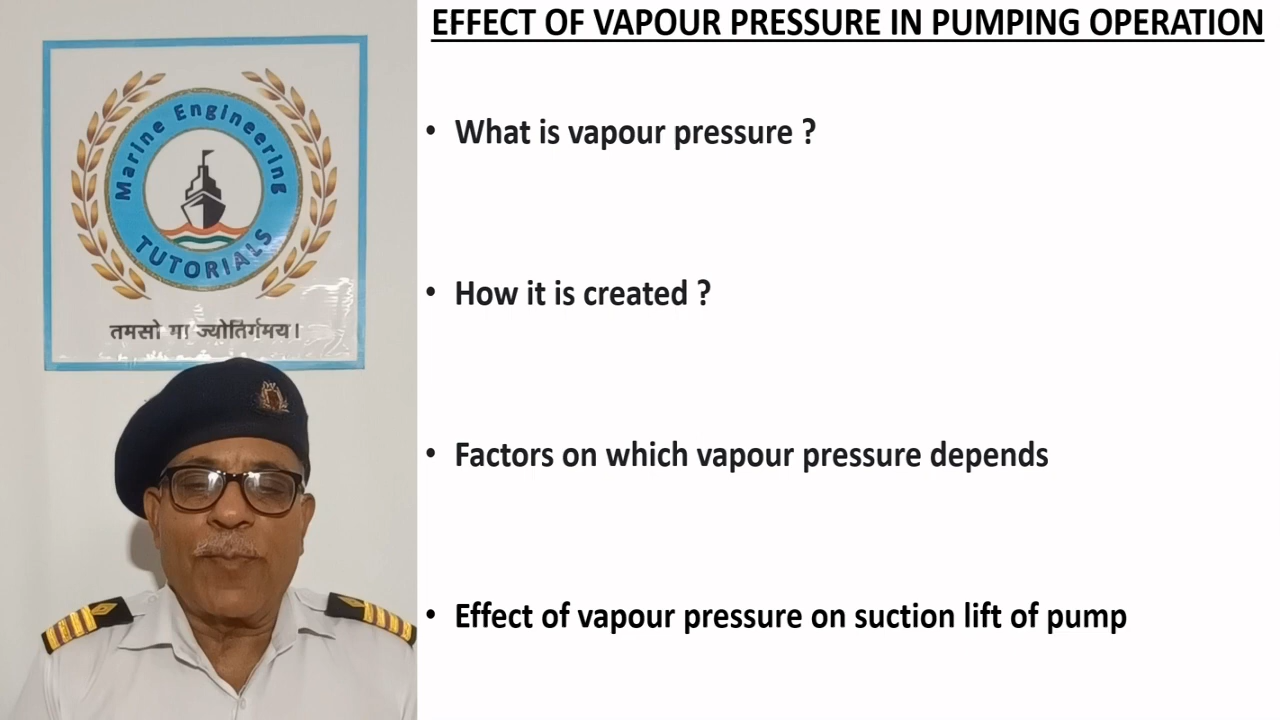 EFFECT OF VAPOUR PRESSURE IN PUMPING OPERATION
Marine Engineering
TUTORIALS
तमसो मा ज्योतिर्गमय।
• What is vapour pressure ?
• How it is created ?
• Factors on which vapour pressure depends
• Effect of vapour pressure on suction lift of pump